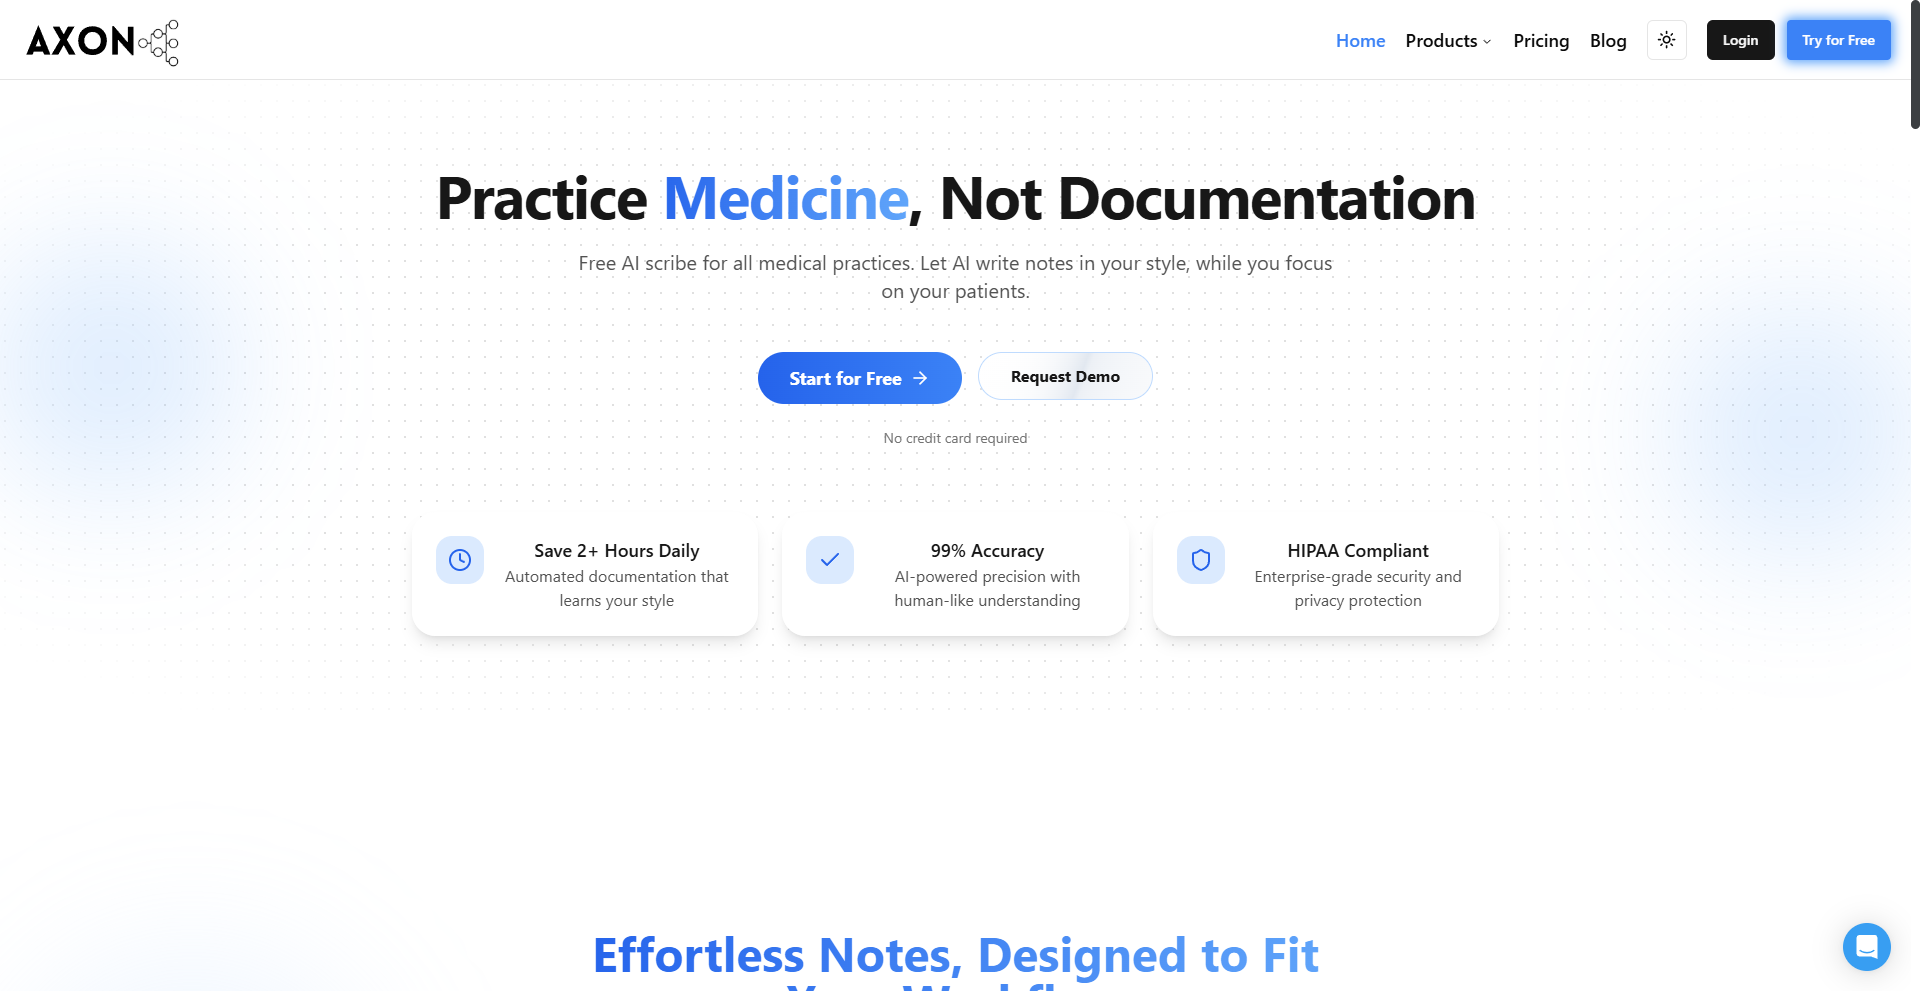 AXON
Home
Products
Pricing
Blog
Login
Try for Free
Practice Medicine, Not Documentation
Free AI scribe for all medical practices. Let AI write notes in your style, while you focus
on your patients.
Start for Free
Request Demo
No credit card required
Save 2+ Hours Daily
Automated documentation that
learns your style
99% Accuracy
AI-powered precision with
human-like understanding
HIPAA Compliant
Enterprise-grade security and
privacy protection
Effortless Notes, Designed to Fit